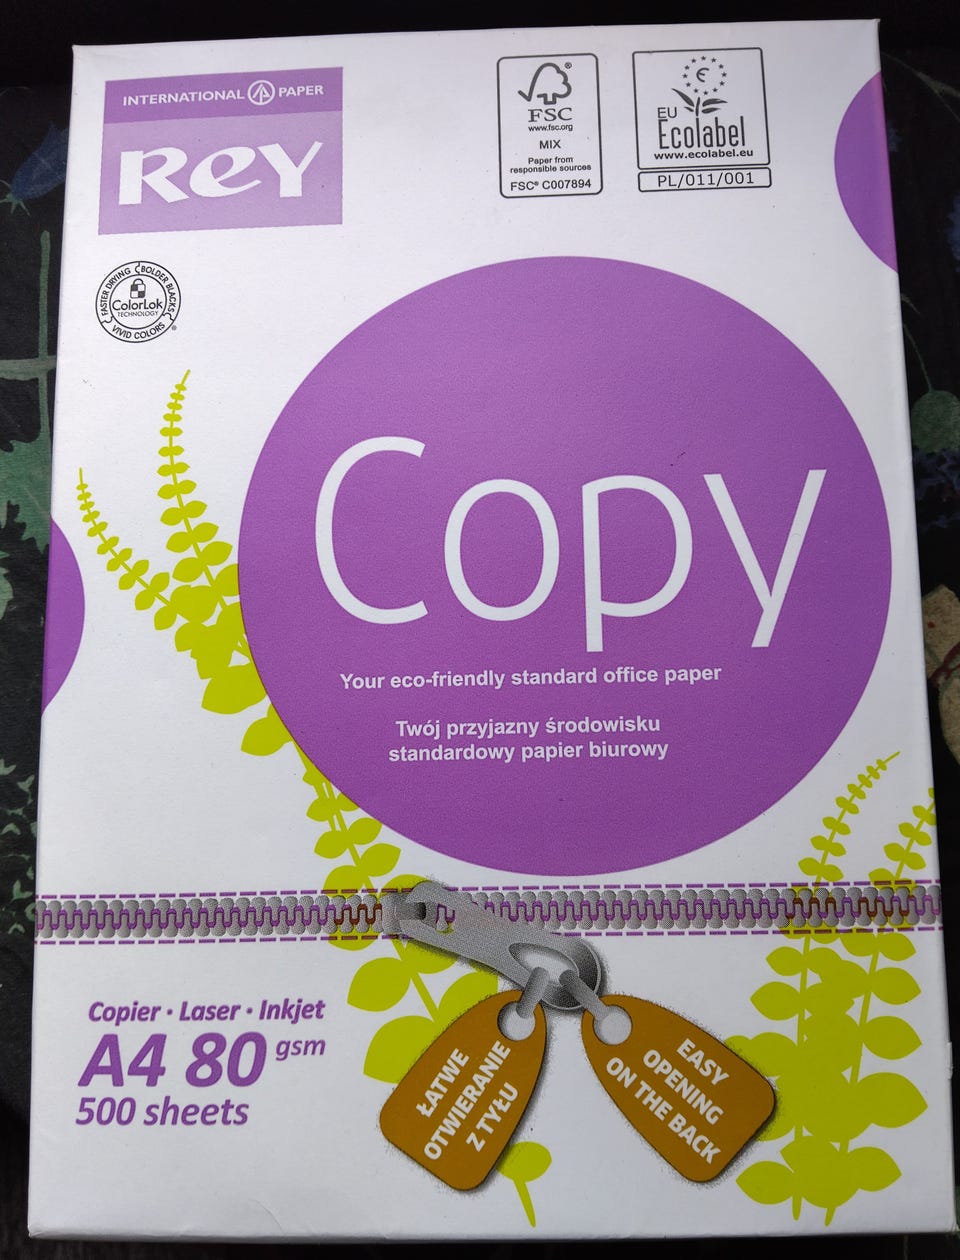 INTERNATIONAL PAPER
Rey
FSC®
www.fsc.org
MIX
Paper from
responsible sources
FSC® C007894
EU
Ecolabel
www.ecolabel.eu
PL/011/001
FASTER DRYING
BOLDER BLACKS
ColorLok
TECHNOLOGY
VIVID COLORS
®
Copy
Your eco-friendly standard office paper
Twój przyjazny środowisku
standardowy papier biurowy
Copier · Laser · Inkjet
A4 80 gsm
500 sheets
ŁATWE
OTWIERANIE
Z TYŁU
EASY
OPENING
ON THE BACK